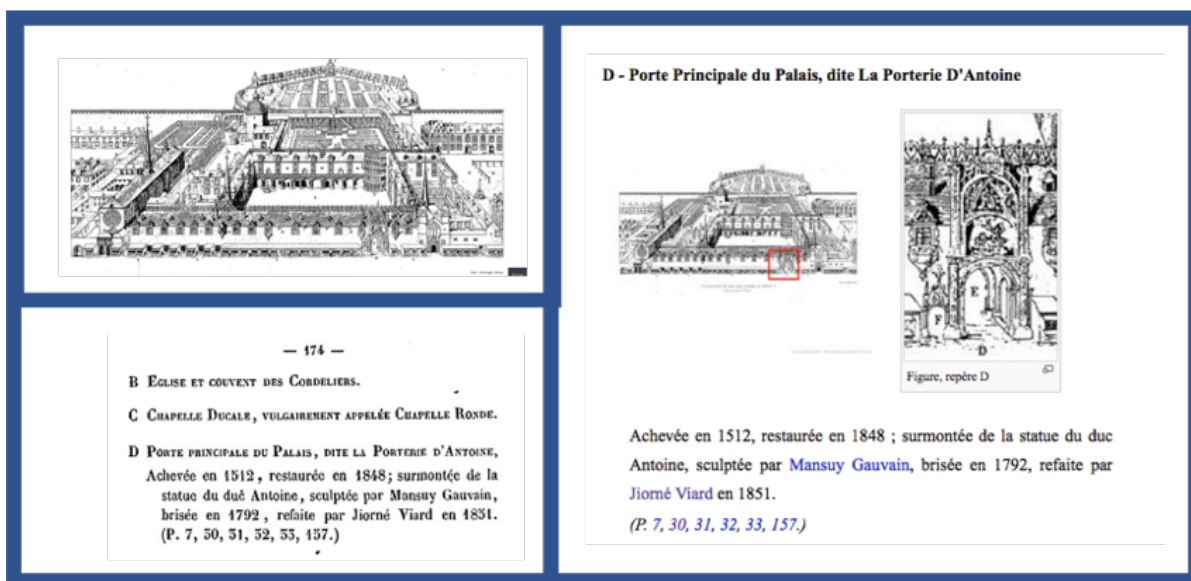 — 174 —
B EGLISE ET COUVENT DES CORDELIERS.
C CHAPELLE DUCALE, VULGAIREMENT APPELÉE CHAPELLE RONDE.
D PORTE PRINCIPALE DU PALAIS, DITE LA PORTERIE D'ANTOINE,
Achevée en 1512, restaurée en 1848; surmontée de la
statue du duc Antoine, sculptée par Mansuy Gauvain,
brisée en 1792, refaite par Jiorné Viard en 1851.
(P. 7, 30, 31, 32, 33, 157.)
D - Porte Principale du Palais, dite La Porterie D'Antoine
E
F
D
Figure, repère D
Achevée en 1512, restaurée en 1848 ; surmontée de la statue du duc
Antoine, sculptée par Mansuy Gauvain, brisée en 1792, refaite par
Jiorné Viard en 1851.
(P. 7, 30, 31, 32, 33, 157.)